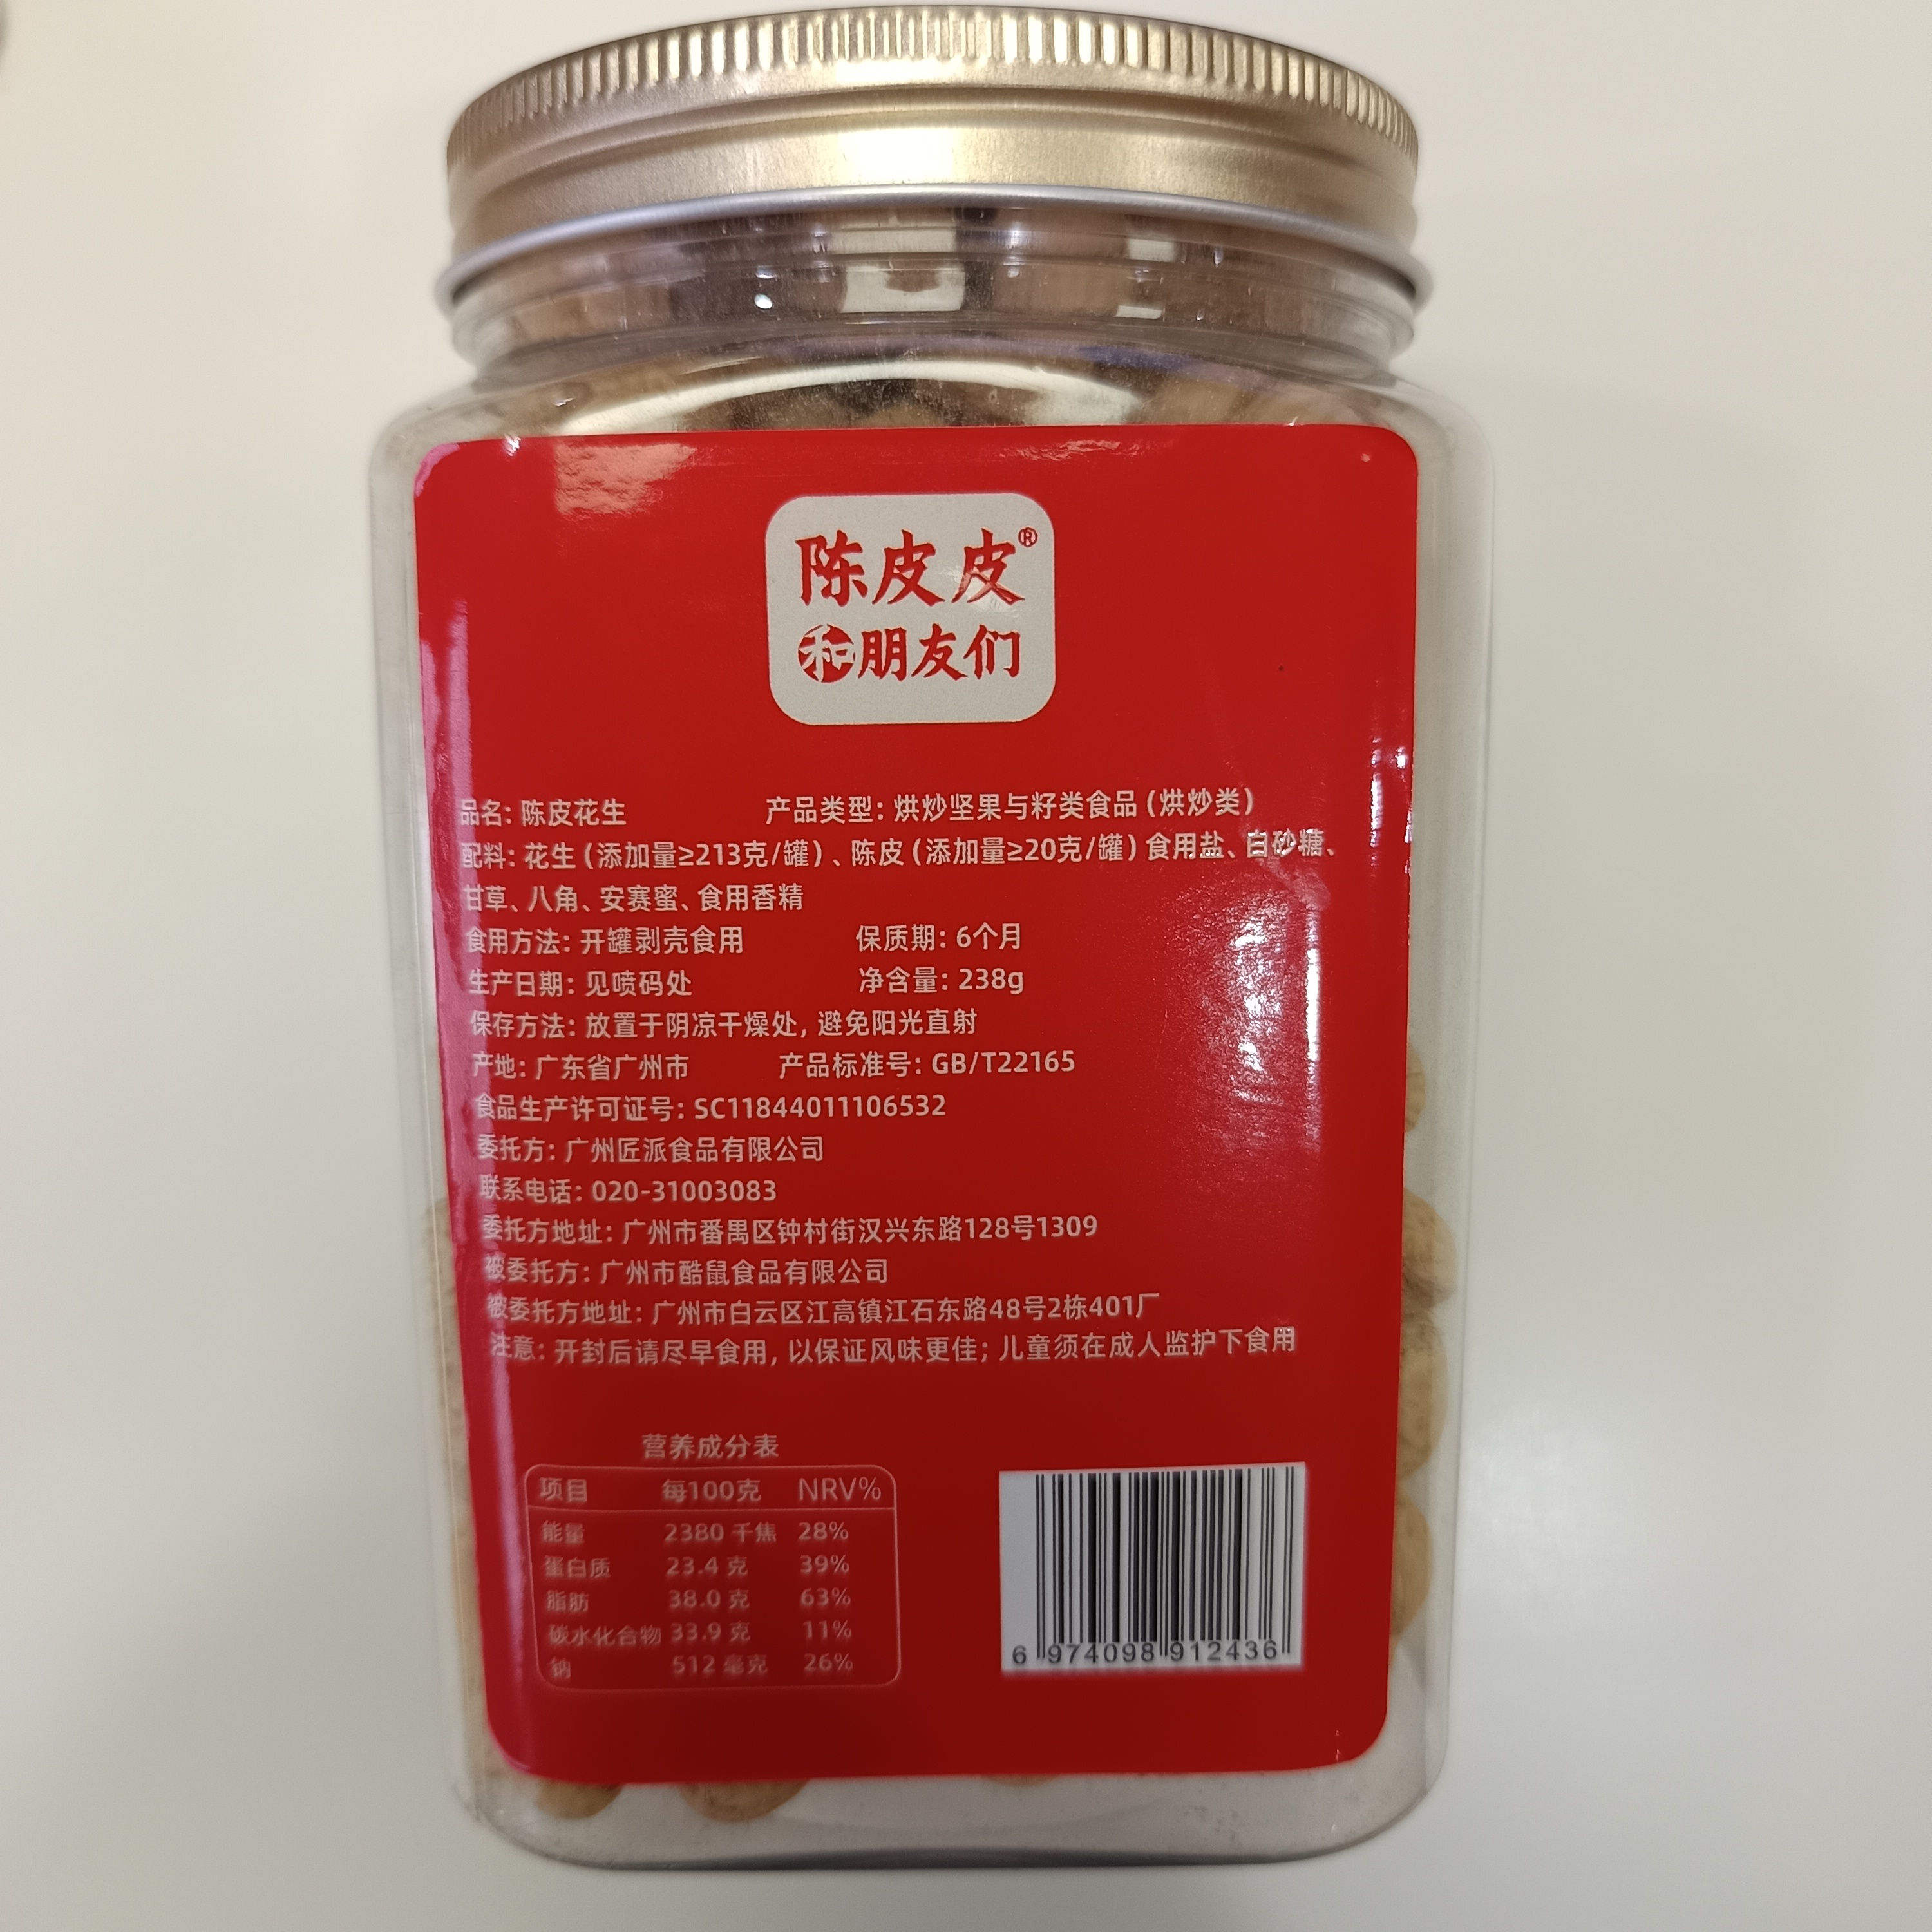 陈皮皮®
和朋友们
品名: 陈皮花生 产品类型: 烘炒坚果与籽类食品 (烘炒类)
配料: 花生 (添加量≥213克/罐) 、陈皮 (添加量≥20克/罐) 食用盐、白砂糖、
甘草、八角、安赛蜜、食用香精
食用方法: 开罐剥壳食用 保质期: 6个月
生产日期: 见喷码处 净含量: 238g
保存方法: 放置于阴凉干燥处, 避免阳光直射
产地: 广东省广州市 产品标准号: GB/T22165
食品生产许可证号: SC11844011106532
委托方: 广州匠派食品有限公司
联系电话: 020-31003083
委托方地址: 广州市番禺区钟村街汉兴东路128号1309
被委托方: 广州市酷鼠食品有限公司
被委托方地址: 广州市白云区江高镇江石东路48号2栋401厂
注意: 开封后请尽早食用, 以保证风味更佳; 儿童须在成人监护下食用
营养成分表
项目 每100克 NRV%
能量 2380 千焦 28%
蛋白质 23.4 克 39%
脂肪 38.0 克 63%
碳水化合物 33.9 克 11%
钠 512 毫克 26%
6 974098 912436